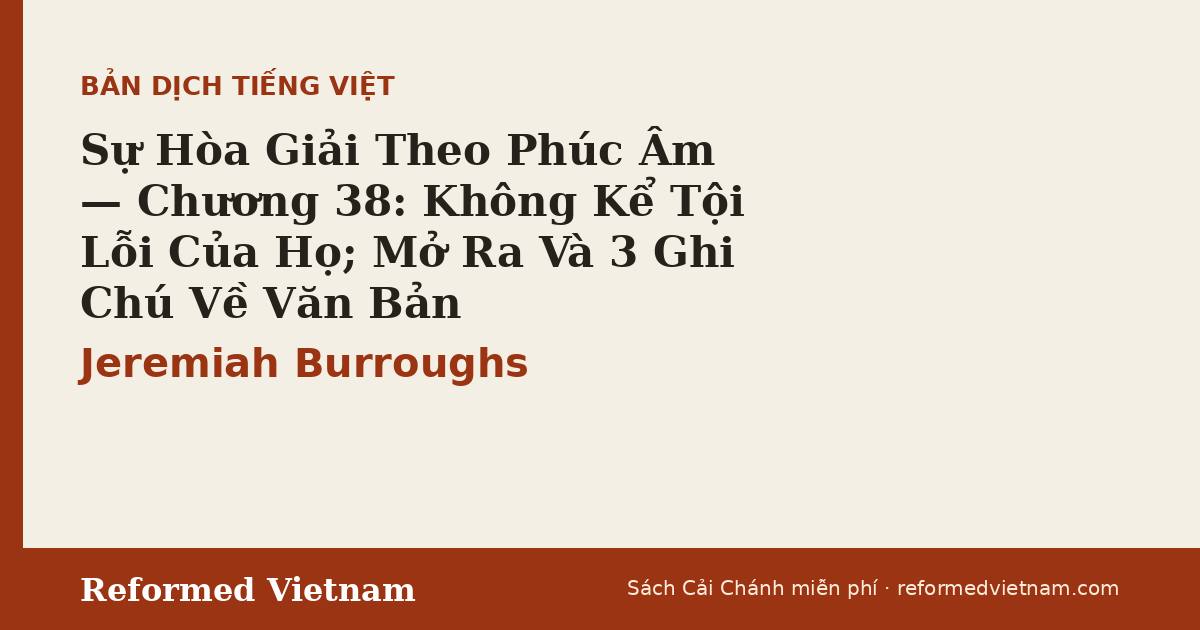 BẢN DỊCH TIẾNG VIỆT
Sự Hòa Giải Theo Phúc Âm
— Chương 38: Không Kể Tội
Lỗi Của Họ; Mở Ra Và 3 Ghi
Chú Về Văn Bản
Jeremiah Burroughs
Reformed Vietnam
Sách Cải Chánh miễn phí · reformedvietnam.com